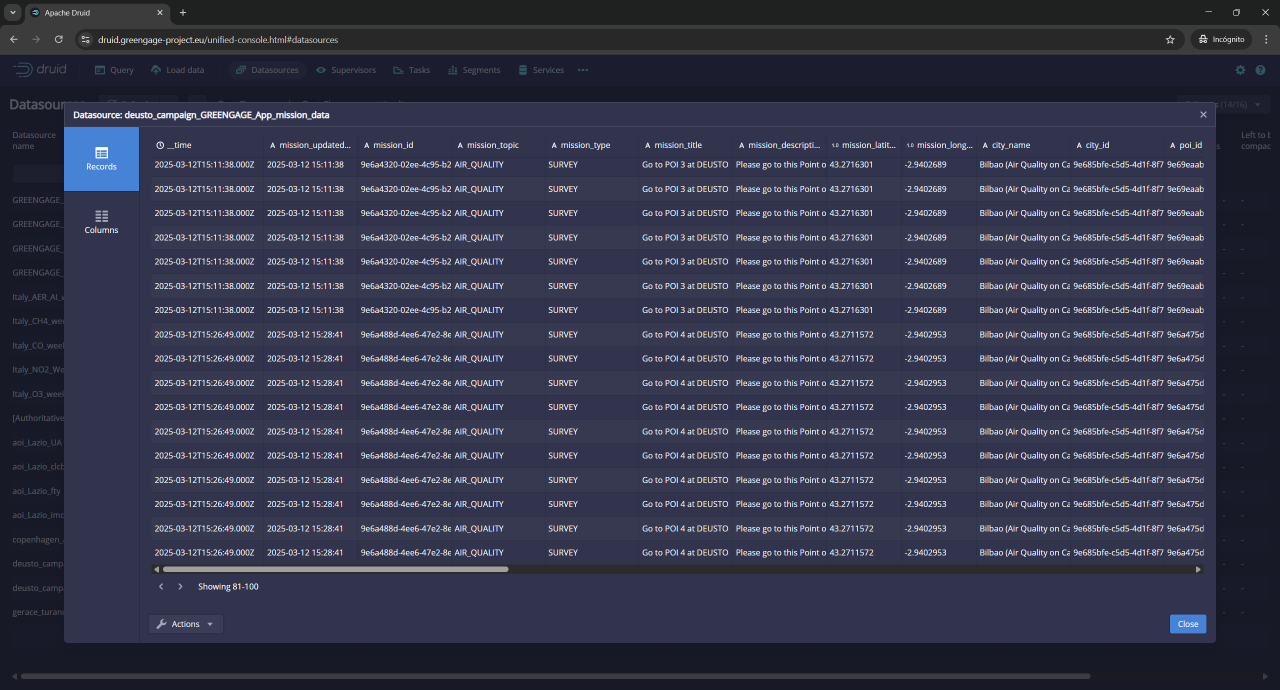 Apache Druid
druid.greengage-project.eu/unified-console.html#datasources
Incógnito
druid
Query
Load data
Datasources
Supervisors
Tasks
Segments
Services
Datasour
(14/16)
Datasource: deusto_campaign_GREENGAGE_App_mission_data
Datasource name
Left to b
compac
Records
Columns
GREENGAGE_
GREENGAGE_
GREENGAGE_
GREENGAGE_
Italy_AER_AI_w
Italy_CH4_wee
Italy_CO_week
Italy_NO2_We
Italy_O3_week
[Authoritative
aoi_Lazio_UA
aoi_Lazio_clcb
aoi_Lazio_fty
aoi_Lazio_imc
copenhagen_
deusto_camp
deusto_camp
gerace_turan
__time mission_updated... mission_id mission_topic mission_type mission_title mission_descripti... 1.0 mission_latit... 1.0 mission_long... city_name city_id poi_id
2025-03-12T15:11:38.000Z 2025-03-12 15:11:38 9e6a4320-02ee-4c95-b2 AIR_QUALITY SURVEY Go to POI 3 at DEUSTO Please go to this Point o 43.2716301 -2.9402689 Bilbao (Air Quality on Ca 9e685bfe-c5d5-4d1f-8f7 9e69eaab
2025-03-12T15:11:38.000Z 2025-03-12 15:11:38 9e6a4320-02ee-4c95-b2 AIR_QUALITY SURVEY Go to POI 3 at DEUSTO Please go to this Point o 43.2716301 -2.9402689 Bilbao (Air Quality on Ca 9e685bfe-c5d5-4d1f-8f7 9e69eaab
2025-03-12T15:11:38.000Z 2025-03-12 15:11:38 9e6a4320-02ee-4c95-b2 AIR_QUALITY SURVEY Go to POI 3 at DEUSTO Please go to this Point o 43.2716301 -2.9402689 Bilbao (Air Quality on Ca 9e685bfe-c5d5-4d1f-8f7 9e69eaab
2025-03-12T15:11:38.000Z 2025-03-12 15:11:38 9e6a4320-02ee-4c95-b2 AIR_QUALITY SURVEY Go to POI 3 at DEUSTO Please go to this Point o 43.2716301 -2.9402689 Bilbao (Air Quality on Ca 9e685bfe-c5d5-4d1f-8f7 9e69eaab
2025-03-12T15:11:38.000Z 2025-03-12 15:11:38 9e6a4320-02ee-4c95-b2 AIR_QUALITY SURVEY Go to POI 3 at DEUSTO Please go to this Point o 43.2716301 -2.9402689 Bilbao (Air Quality on Ca 9e685bfe-c5d5-4d1f-8f7 9e69eaab
2025-03-12T15:11:38.000Z 2025-03-12 15:11:38 9e6a4320-02ee-4c95-b2 AIR_QUALITY SURVEY Go to POI 3 at DEUSTO Please go to this Point o 43.2716301 -2.9402689 Bilbao (Air Quality on Ca 9e685bfe-c5d5-4d1f-8f7 9e69eaab
2025-03-12T15:11:38.000Z 2025-03-12 15:11:38 9e6a4320-02ee-4c95-b2 AIR_QUALITY SURVEY Go to POI 3 at DEUSTO Please go to this Point o 43.2716301 -2.9402689 Bilbao (Air Quality on Ca 9e685bfe-c5d5-4d1f-8f7 9e69eaab
2025-03-12T15:26:49.000Z 2025-03-12 15:28:41 9e6a488d-4ee6-47e2-8e AIR_QUALITY SURVEY Go to POI 4 at DEUSTO Please go to this Point o 43.2711572 -2.9402953 Bilbao (Air Quality on Ca 9e685bfe-c5d5-4d1f-8f7 9e6a475d
2025-03-12T15:26:49.000Z 2025-03-12 15:28:41 9e6a488d-4ee6-47e2-8e AIR_QUALITY SURVEY Go to POI 4 at DEUSTO Please go to this Point o 43.2711572 -2.9402953 Bilbao (Air Quality on Ca 9e685bfe-c5d5-4d1f-8f7 9e6a475d
2025-03-12T15:26:49.000Z 2025-03-12 15:28:41 9e6a488d-4ee6-47e2-8e AIR_QUALITY SURVEY Go to POI 4 at DEUSTO Please go to this Point o 43.2711572 -2.9402953 Bilbao (Air Quality on Ca 9e685bfe-c5d5-4d1f-8f7 9e6a475d
2025-03-12T15:26:49.000Z 2025-03-12 15:28:41 9e6a488d-4ee6-47e2-8e AIR_QUALITY SURVEY Go to POI 4 at DEUSTO Please go to this Point o 43.2711572 -2.9402953 Bilbao (Air Quality on Ca 9e685bfe-c5d5-4d1f-8f7 9e6a475d
2025-03-12T15:26:49.000Z 2025-03-12 15:28:41 9e6a488d-4ee6-47e2-8e AIR_QUALITY SURVEY Go to POI 4 at DEUSTO Please go to this Point o 43.2711572 -2.9402953 Bilbao (Air Quality on Ca 9e685bfe-c5d5-4d1f-8f7 9e6a475d
2025-03-12T15:26:49.000Z 2025-03-12 15:28:41 9e6a488d-4ee6-47e2-8e AIR_QUALITY SURVEY Go to POI 4 at DEUSTO Please go to this Point o 43.2711572 -2.9402953 Bilbao (Air Quality on Ca 9e685bfe-c5d5-4d1f-8f7 9e6a475d
2025-03-12T15:26:49.000Z 2025-03-12 15:28:41 9e6a488d-4ee6-47e2-8e AIR_QUALITY SURVEY Go to POI 4 at DEUSTO Please go to this Point o 43.2711572 -2.9402953 Bilbao (Air Quality on Ca 9e685bfe-c5d5-4d1f-8f7 9e6a475d
2025-03-12T15:26:49.000Z 2025-03-12 15:28:41 9e6a488d-4ee6-47e2-8e AIR_QUALITY SURVEY Go to POI 4 at DEUSTO Please go to this Point o 43.2711572 -2.9402953 Bilbao (Air Quality on Ca 9e685bfe-c5d5-4d1f-8f7 9e6a475d
2025-03-12T15:26:49.000Z 2025-03-12 15:28:41 9e6a488d-4ee6-47e2-8e AIR_QUALITY SURVEY Go to POI 4 at DEUSTO Please go to this Point o 43.2711572 -2.9402953 Bilbao (Air Quality on Ca 9e685bfe-c5d5-4d1f-8f7 9e6a475d
2025-03-12T15:26:49.000Z 2025-03-12 15:28:41 9e6a488d-4ee6-47e2-8e AIR_QUALITY SURVEY Go to POI 4 at DEUSTO Please go to this Point o 43.2711572 -2.9402953 Bilbao (Air Quality on Ca 9e685bfe-c5d5-4d1f-8f7 9e6a475d
Showing 81-100
Actions
Close